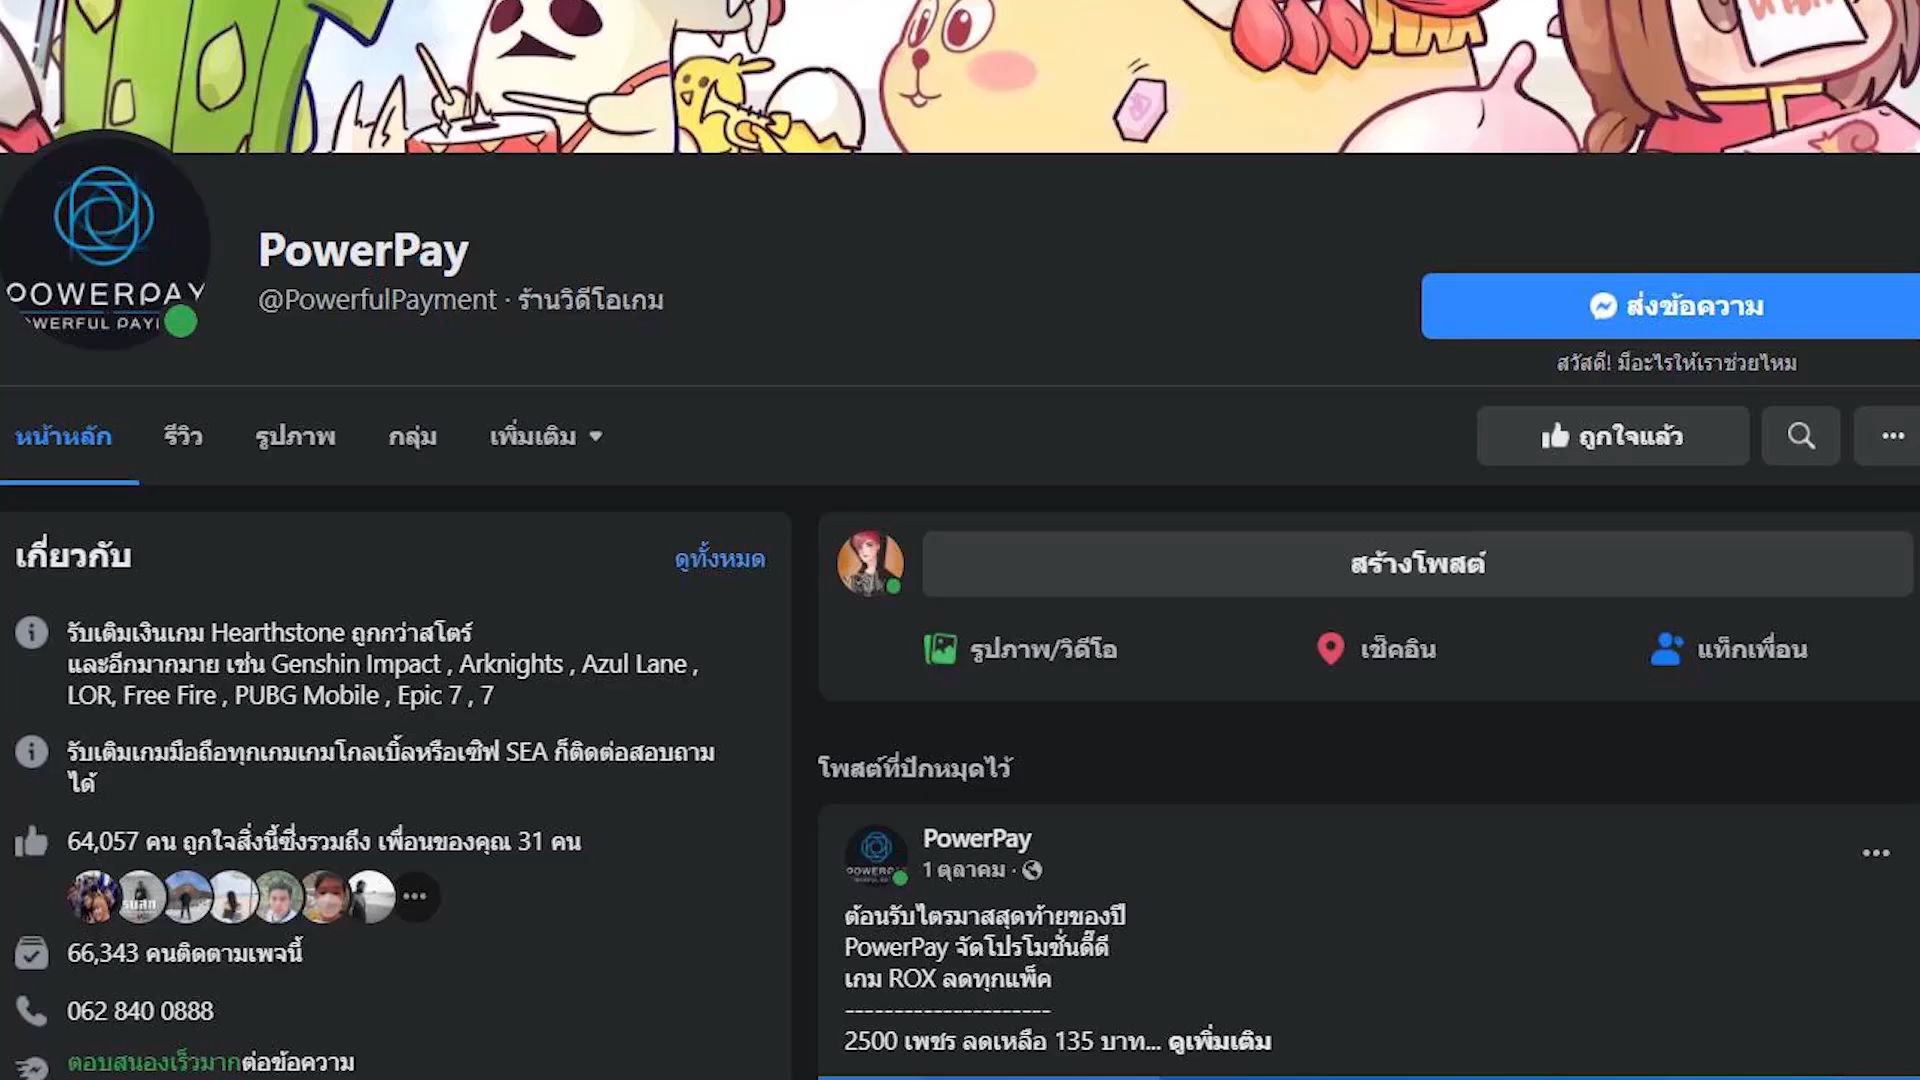 POWERPAY
PowerPay
@PowerfulPayment · ร้านวิดีโอเกม
ส่งข้อความ
สวัสดี! มีอะไรให้เราช่วยไหม
หน้าหลัก
รีวิว
รูปภาพ
กลุ่ม
เพิ่มเติม
ถูกใจแล้ว
เกี่ยวกับ
ดูทั้งหมด
รับเติมเงินเกม Hearthstone ถูกกว่าสโตร์
และอีกมากมาย เช่น Genshin Impact , Arknights , Azul Lane ,
LOR, Free Fire , PUBG Mobile , Epic 7 , 7
รับเติมเกมมือถือทุกเกมเกมโกลเบิ้ลหรือเซิฟ SEA ก็ติดต่อสอบถาม
ได้
64,057 คน ถูกใจสิ่งนี้ซึ่งรวมถึง เพื่อนของคุณ 31 คน
66,343 คนติดตามเพจนี้
062 840 0888
ตอบสนองเร็วมากต่อข้อความ
สร้างโพสต์
รูปภาพ/วิดีโอ
เช็คอิน
แท็กเพื่อน
โพสต์ที่ปักหมุดไว้
PowerPay
1 ตุลาคม ·
ต้อนรับไตรมาสสุดท้ายของปี
PowerPay จัดโปรโมชั่นดี๊ดี
เกม ROX ลดทุกแพ็ค
---------------------
2500 เพชร ลดเหลือ 135 บาท... ดูเพิ่มเติม